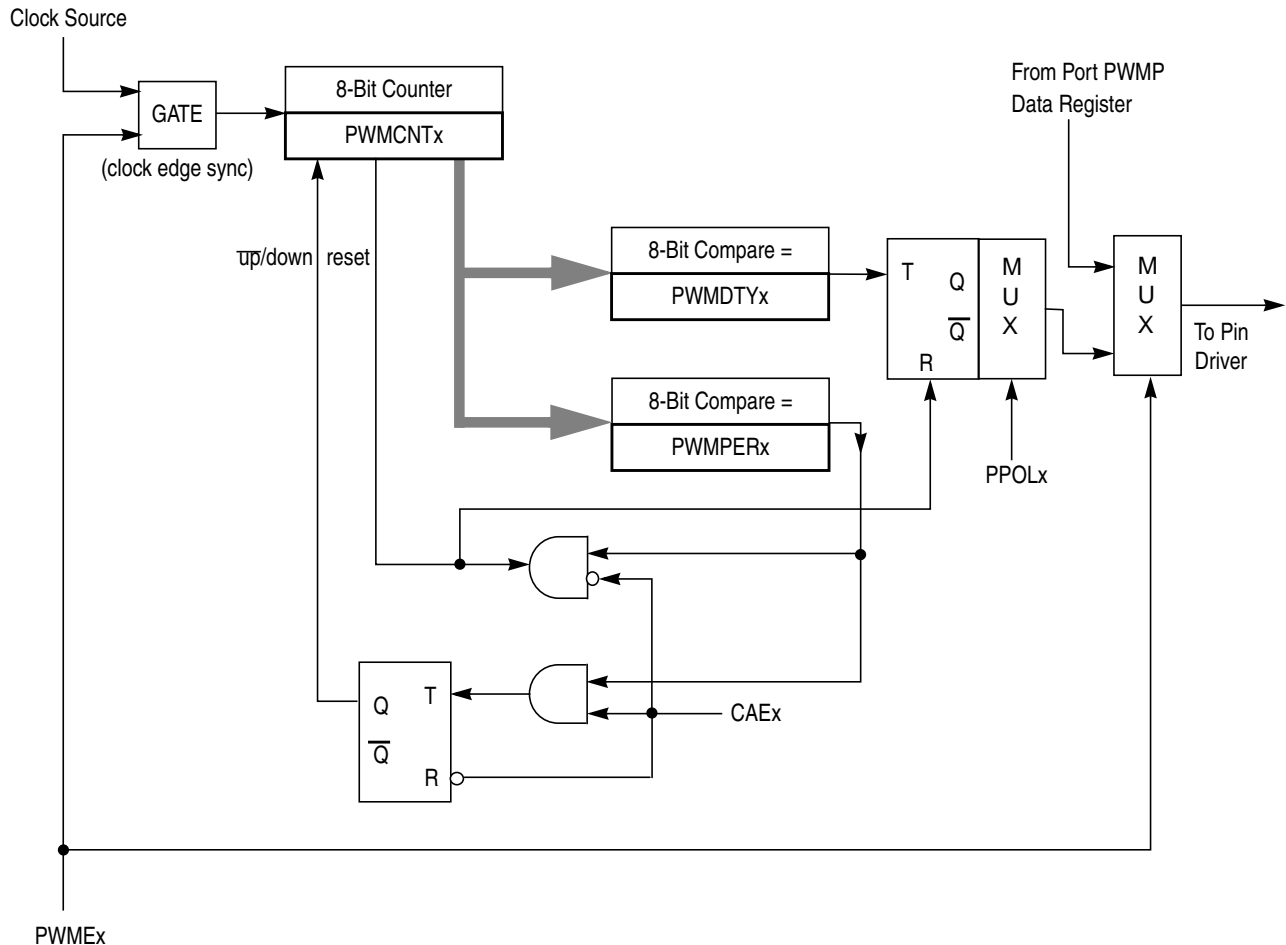 Clock Source
GATE
(clock edge sync)
8-Bit Counter
PWMCNTx
From Port PWMP
Data Register
u̅p̅/down
reset
8-Bit Compare =
PWMDTYx
T
Q
Q̅
R
M
U
X
M
U
X
To Pin
Driver
8-Bit Compare =
PWMPERx
PPOLx
Q
T
Q̅
R
CAEx
PWMEx